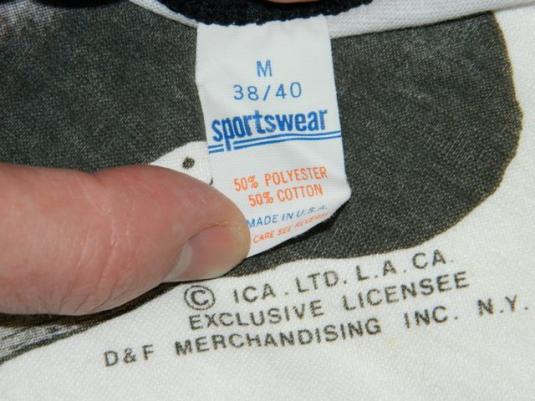 M
38/40
sportswear
50% POLYESTER
50% COTTON
MADE IN U.S.A.
CARE SEE REVERSE
© ICA. LTD. L.A. CA.
EXCLUSIVE LICENSEE
D&F MERCHANDISING INC. N.Y.